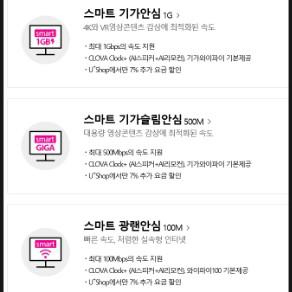 스마트 기가안심 1G >
4K와 VR영상콘텐츠 감상에 최적화된 속도
smart
1GB
· 최대 1Gbps의 속도 지원
· CLOVA Clock+ (AI스피커+AI리모컨), 기가와이파이 기본제공
· U+Shop에서만 7% 추가 요금 할인
스마트 기가슬림안심 500M >
대용량 영상콘텐츠 감상에 최적화된 속도
smart
GIGA
· 최대 500Mbps의 속도 지원
· CLOVA Clock+ (AI스피커+AI리모컨), 기가와이파이 기본제공
· U+Shop에서만 7% 추가 요금 할인
스마트 광랜안심 100M >
빠른 속도, 저렴한 실속형 인터넷
smart
· 최대 100Mbps의 속도 지원
· CLOVA Clock+ (AI스피커+AI리모컨), 와이파이100 기본제공
· U+Shop에서만 7% 추가 요금 할인